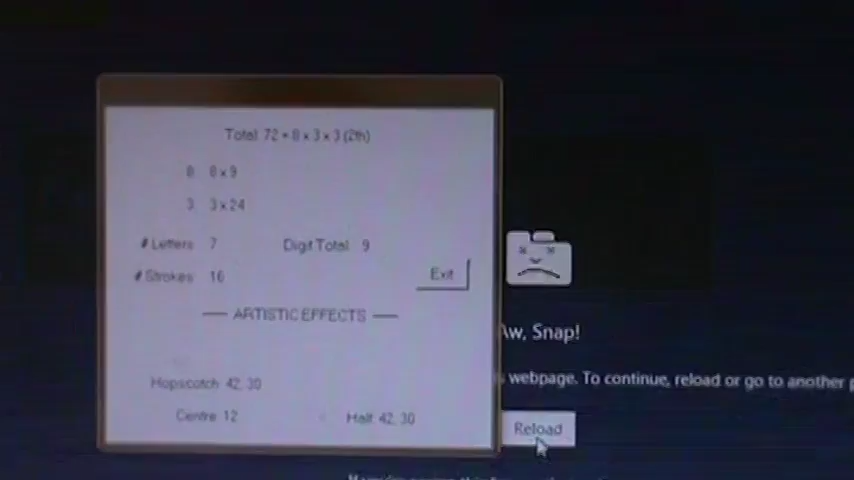 Total: 72 = 8 x 3 x 3 (2th)
8: 8 x 9
3: 3 x 24
# Letters: 7 Digit Total: 9
# Strokes: 16
Exit
ARTISTIC EFFECTS
Hopscotch: 42, 30
Centre: 12 Half: 42, 30
Aw, Snap!
webpage. To continue, reload or go to another
Reload